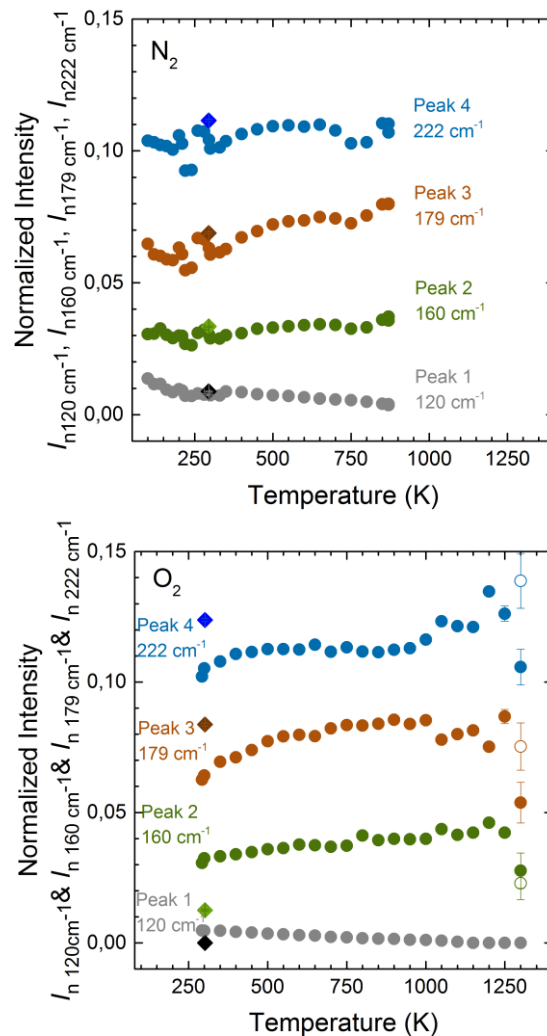 0,15
N₂
0,10
0,05
0,00
Peak 4
222 cm⁻¹
Peak 3
179 cm⁻¹
Peak 2
160 cm⁻¹
Peak 1
120 cm⁻¹
Normalized Intensity
Iₙ120 cm⁻¹, Iₙ160 cm⁻¹, Iₙ179 cm⁻¹, Iₙ222 cm⁻¹
250 500 750 1000 1250
Temperature (K)
0,15
O₂
0,10
0,05
0,00
Peak 4
222 cm⁻¹
Peak 3
179 cm⁻¹
Peak 2
160 cm⁻¹
Peak 1
120 cm⁻¹
Normalized Intensity
Iₙ 120cm⁻¹& Iₙ 160 cm⁻¹& Iₙ 179 cm⁻¹& Iₙ 222 cm⁻¹
250 500 750 1000 1250
Temperature (K)